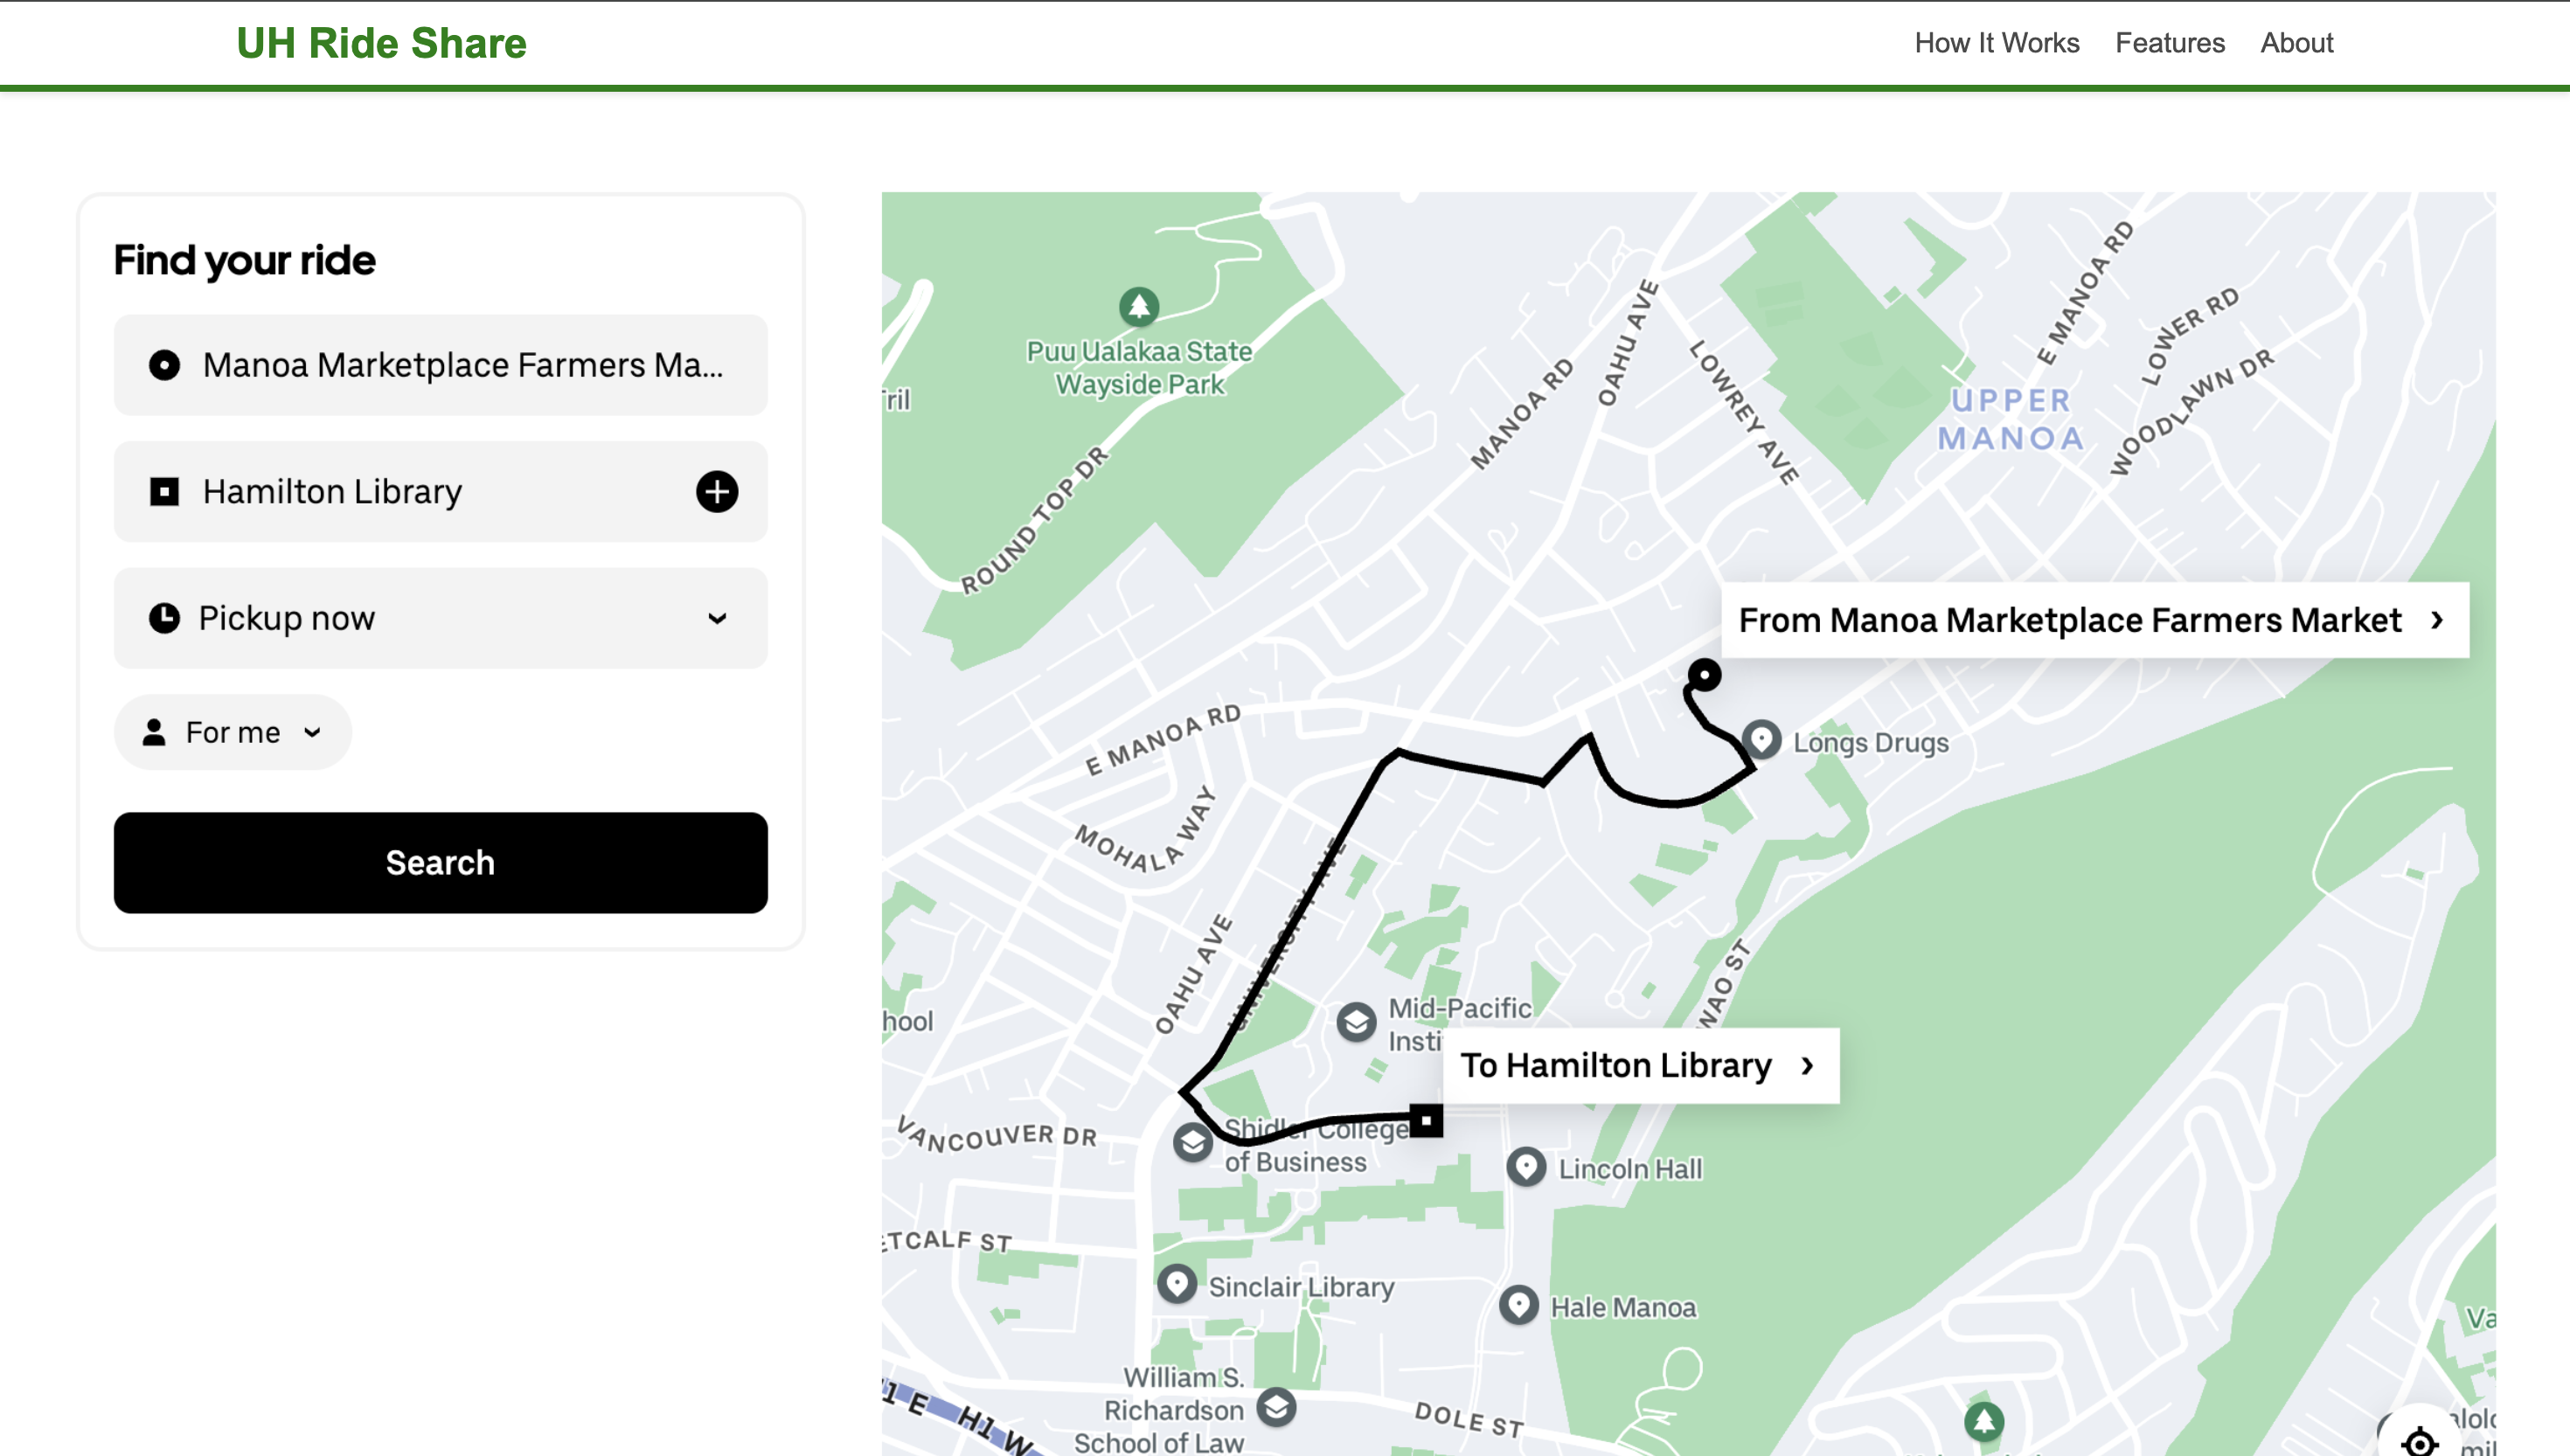 UH Ride Share
How It Works
Features
About
Find your ride
Manoa Marketplace Farmers Ma...
Hamilton Library
Pickup now
For me
Search
Puu Ualakaa State
Wayside Park
ROUND TOP DR
MANOA RD
OAHU AVE
LOWREY AVE
E MANOA RD
LOWER RD
WOODLAWN DR
UPPER
MANOA
From Manoa Marketplace Farmers Market
Longs Drugs
E MANOA RD
MOHALA WAY
OAHU AVE
UNIVERSITY AVE
hool
Mid-Pacific
Insti
WAO ST
To Hamilton Library
VANCOUVER DR
Shidler College
of Business
Lincoln Hall
ETCALF ST
Sinclair Library
Hale Manoa
William S.
Richardson
School of Law
DOLE ST
H1 W
Va